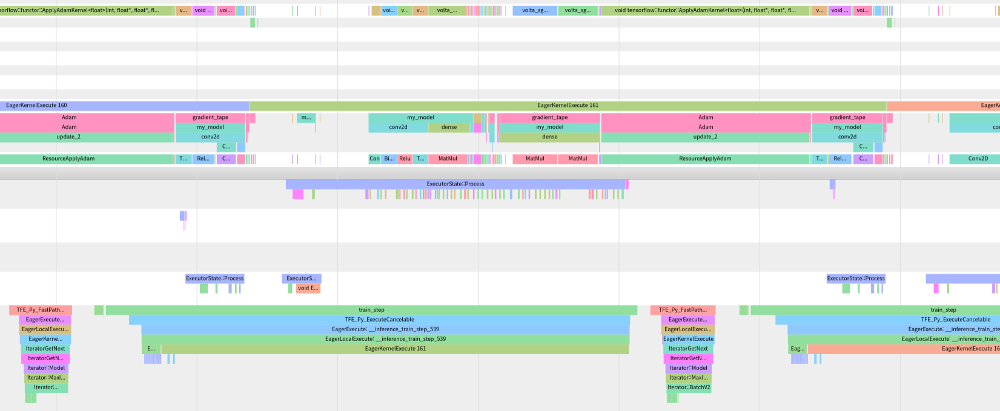 sorflow::functor::ApplyAdamKernel<float>(int, float*, float*, fl... v... void ... voi... voi... v... v... volta_... volta_sg... volta_sg... void tensorflow::functor::ApplyAdamKernel<float>(int, float*, float*, fl... v... void ... voi...
EagerKernelExecute 160 EagerKernelExecute 161 EagerKe
Adam gradient_tape m... my_model gradient_tape Adam gradient_tape
Adam my_model conv2d dense my_model Adam my_model co
update_2 conv2d dense update_2 conv2d
C... C...
ResourceApplyAdam T... Rel... C... Con Bi... Relu T... MatMul MatMul MatMul ResourceApplyAdam T... Rel... C... Conv2D
ExecutorState::Process
ExecutorState::Process ExecutorS... ExecutorState::Process
void E...
TFE_Py_FastPath... train_step TFE_Py_FastPath... train_step
EagerExecute... TFE_Py_ExecuteCancelable EagerExecute... TFE_Py_ExecuteCancelable
EagerLocalExecu... EagerExecute: __inference_train_step_539 EagerLocalExecu... EagerExecute: __inference_train_ste
EagerKerne... EagerLocalExecute: __inference_train_step_539 EagerKernelExecute EagerLocalExecute: __inference_train_
IteratorGetNext E... EagerKernelExecute 161 IteratorGetNext Eag... EagerKernelExecute 16
IteratorGetN... IteratorGetN...
Iterator::Model Iterator::Model
Iterator::MaxI... Iterator::MaxI...
Iterator::... Iterator::BatchV2